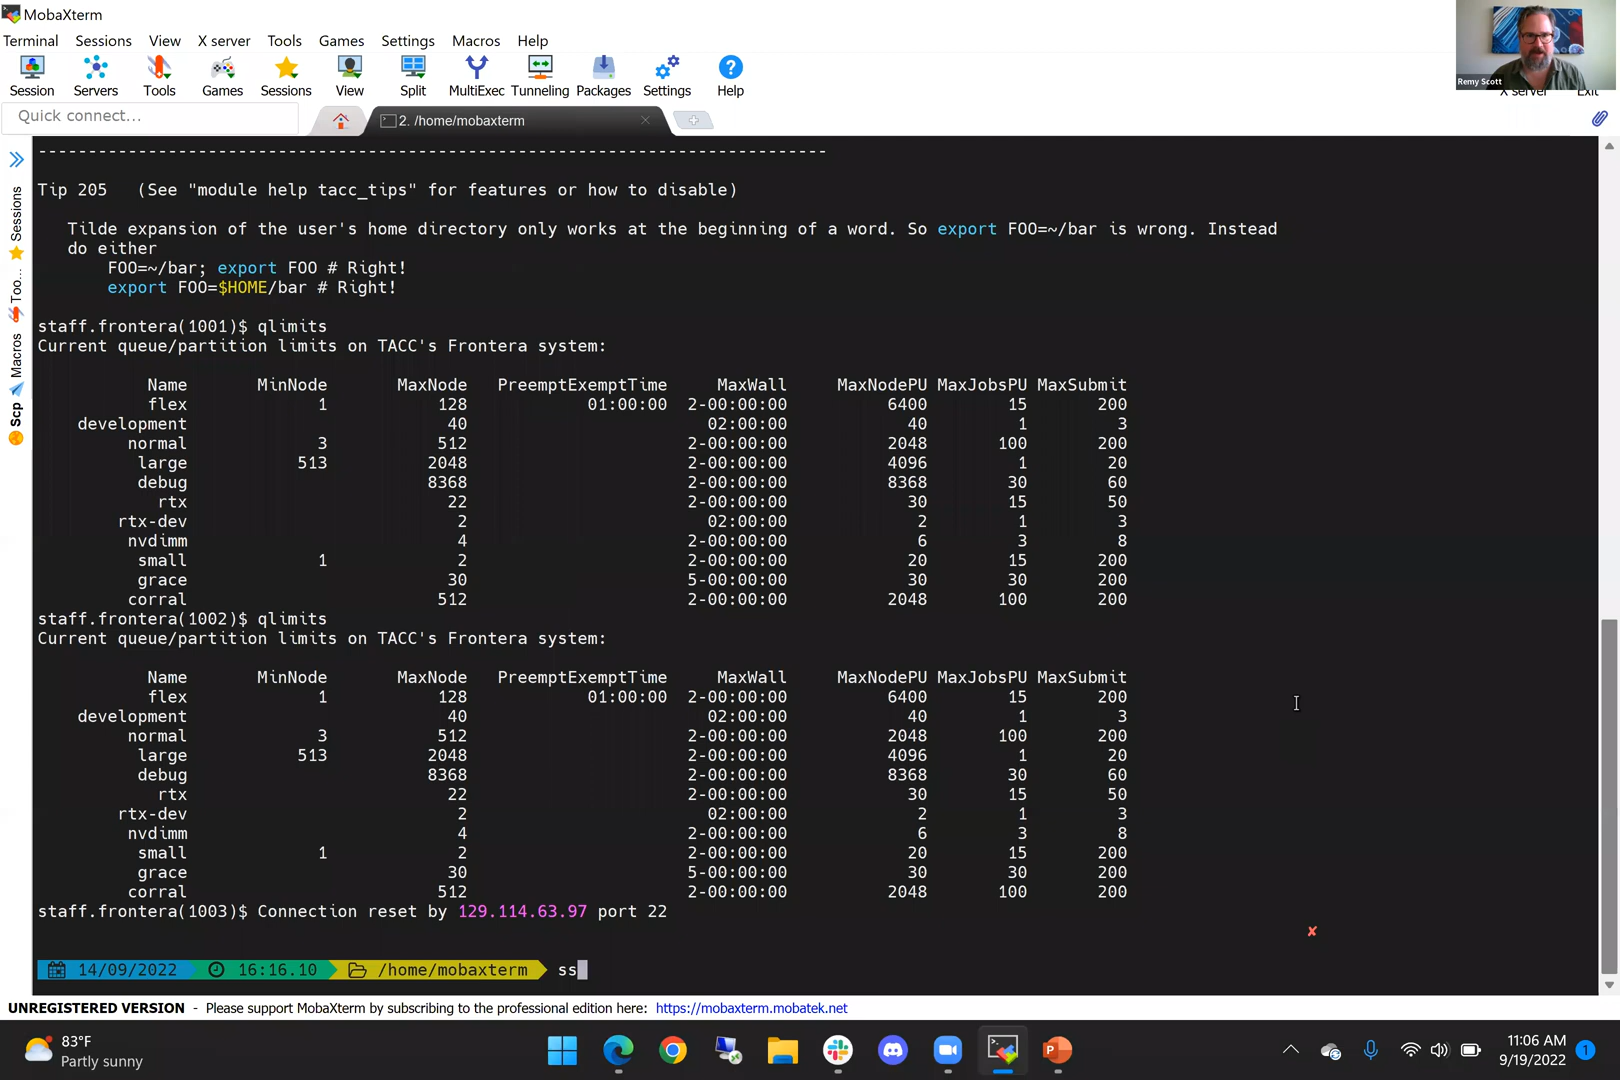 MobaXterm
Terminal Sessions View X server Tools Games Settings Macros Help
Session Servers Tools Games Sessions View Split MultiExec Tunneling Packages Settings Help X server Exit
Remy Scott
Quick connect...
2. /home/mobaxterm
Sessions
Too...
Macros
Scp
--------------------------------------------------------------------------------
Tip 205   (See "module help tacc_tips" for features or how to disable)
Tilde expansion of the user's home directory only works at the beginning of a word. So export FOO=~/bar is wrong. Instead
do either
FOO=~/bar; export FOO # Right!
export FOO=$HOME/bar # Right!
staff.frontera(1001)$ qlimits
Current queue/partition limits on TACC's Frontera system:
Name MinNode MaxNode PreemptExemptTime MaxWall MaxNodePU MaxJobsPU MaxSubmit
flex 1 128 01:00:00 2-00:00:00 6400 15 200
development 40 02:00:00 40 1 3
normal 3 512 2-00:00:00 2048 100 200
large 513 2048 2-00:00:00 4096 1 20
debug 8368 2-00:00:00 8368 30 60
rtx 22 2-00:00:00 30 15 50
rtx-dev 2 02:00:00 2 1 3
nvdimm 4 2-00:00:00 6 3 8
small 1 2 2-00:00:00 20 15 200
grace 30 5-00:00:00 30 30 200
corral 512 2-00:00:00 2048 100 200
staff.frontera(1002)$ qlimits
Current queue/partition limits on TACC's Frontera system:
Name MinNode MaxNode PreemptExemptTime MaxWall MaxNodePU MaxJobsPU MaxSubmit
flex 1 128 01:00:00 2-00:00:00 6400 15 200
development 40 02:00:00 40 1 3
normal 3 512 2-00:00:00 2048 100 200
large 513 2048 2-00:00:00 4096 1 20
debug 8368 2-00:00:00 8368 30 60
rtx 22 2-00:00:00 30 15 50
rtx-dev 2 02:00:00 2 1 3
nvdimm 4 2-00:00:00 6 3 8
small 1 2 2-00:00:00 20 15 200
grace 30 5-00:00:00 30 30 200
corral 512 2-00:00:00 2048 100 200
staff.frontera(1003)$ Connection reset by 129.114.63.97 port 22
14/09/2022 16:16.10 /home/mobaxterm ss
UNREGISTERED VERSION - Please support MobaXterm by subscribing to the professional edition here: https://mobaxterm.mobatek.net
83°F
Partly sunny
11:06 AM
9/19/2022
1